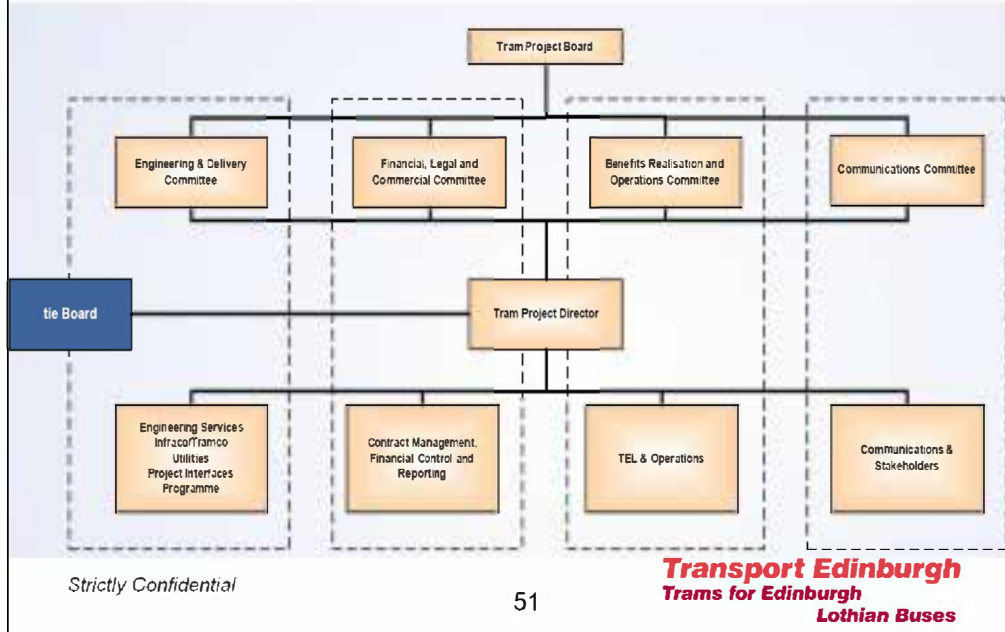 Tram Project Board
Engineering & Delivery
Committee
Financial, Legal and
Commercial Committee
Benefits Realisation and
Operations Committee
Communications Committee
tie Board
Tram Project Director
Engineering Services
Infraco/Tramco
Utilities
Project Interfaces
Programme
Contract Management,
Financial Control and
Reporting
TEL & Operations
Communications &
Stakeholders
Strictly Confidential
51
Transport Edinburgh
Trams for Edinburgh
Lothian Buses